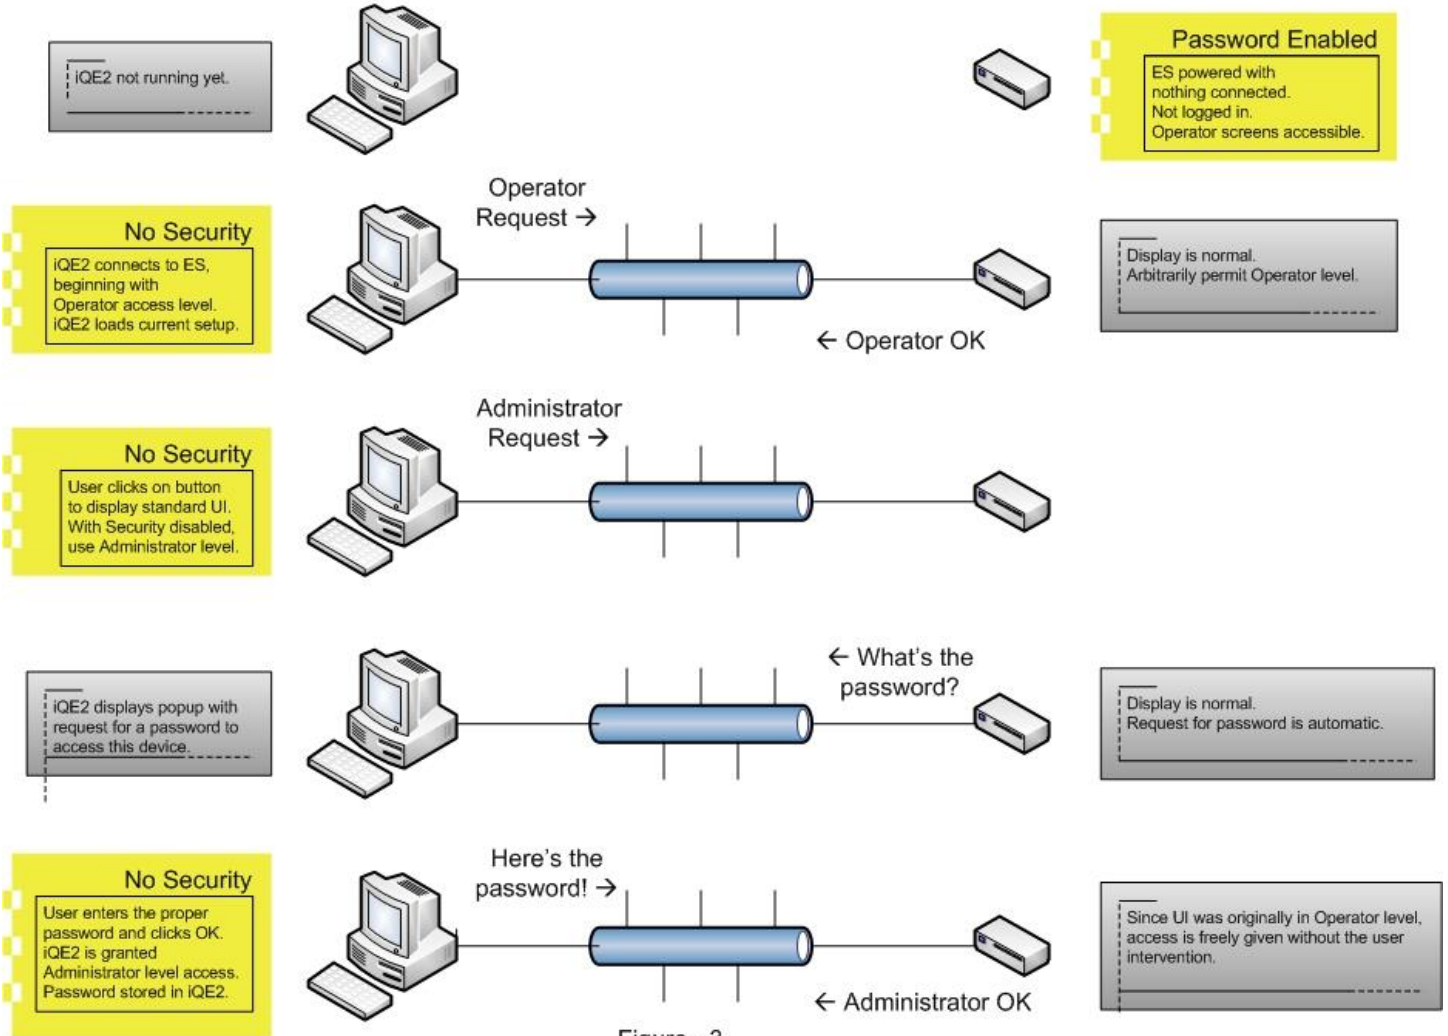 iQE2 not running yet.
Password Enabled
ES powered with
nothing connected.
Not logged in.
Operator screens accessible.
No Security
iQE2 connects to ES,
beginning with
Operator access level.
iQE2 loads current setup.
Operator
Request →
← Operator OK
Display is normal.
Arbitrarily permit Operator level.
No Security
User clicks on button
to display standard UI.
With Security disabled,
use Administrator level.
Administrator
Request →
iQE2 displays popup with
request for a password to
access this device.
← What's the
password?
Display is normal.
Request for password is automatic.
No Security
User enters the proper
password and clicks OK.
iQE2 is granted
Administrator level access.
Password stored in iQE2.
Here's the
password! →
← Administrator OK
Since UI was originally in Operator level,
access is freely given without the user
intervention.